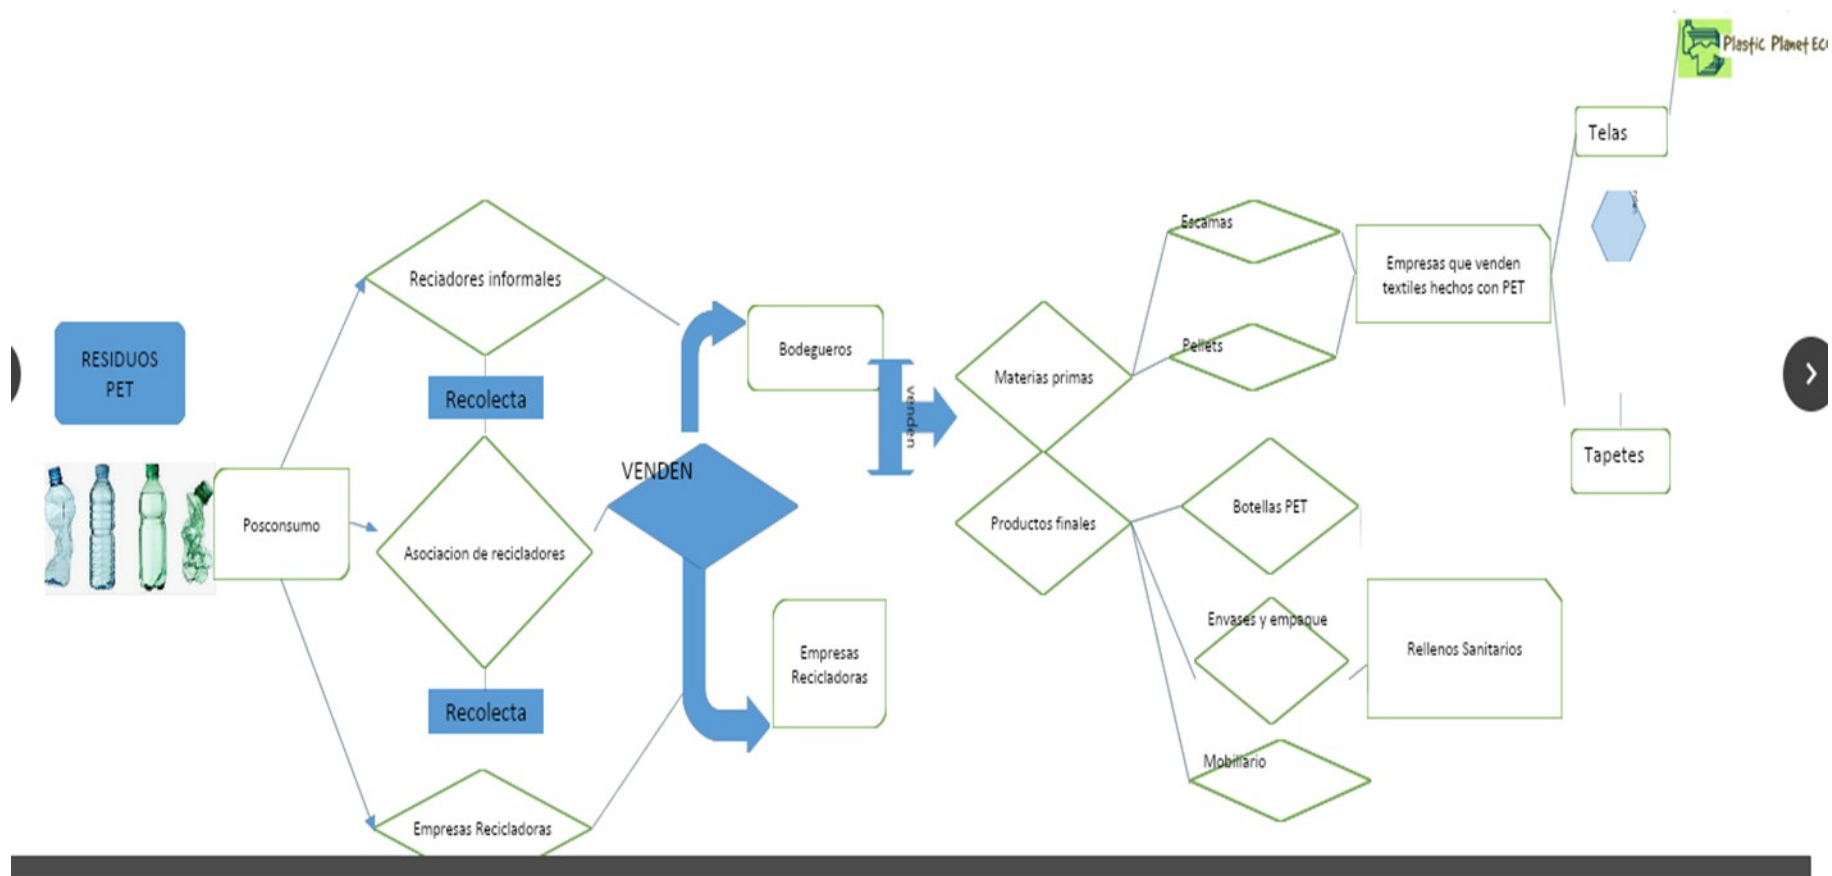 Plastic Planet Eco
Telas
Escamas
Empresas que venden
textiles hechos con PET
Reciadores informales
RESIDUOS
PET
Bodegueros
Pellets
Materias primas
venden
Recolecta
Tapetes
VENDEN
Botellas PET
Posconsumo
Productos finales
Asociacion de recicladores
Envases y empaque
Empresas
Recicladoras
Rellenos Sanitarios
Recolecta
Mobiliario
Empresas Recicladoras